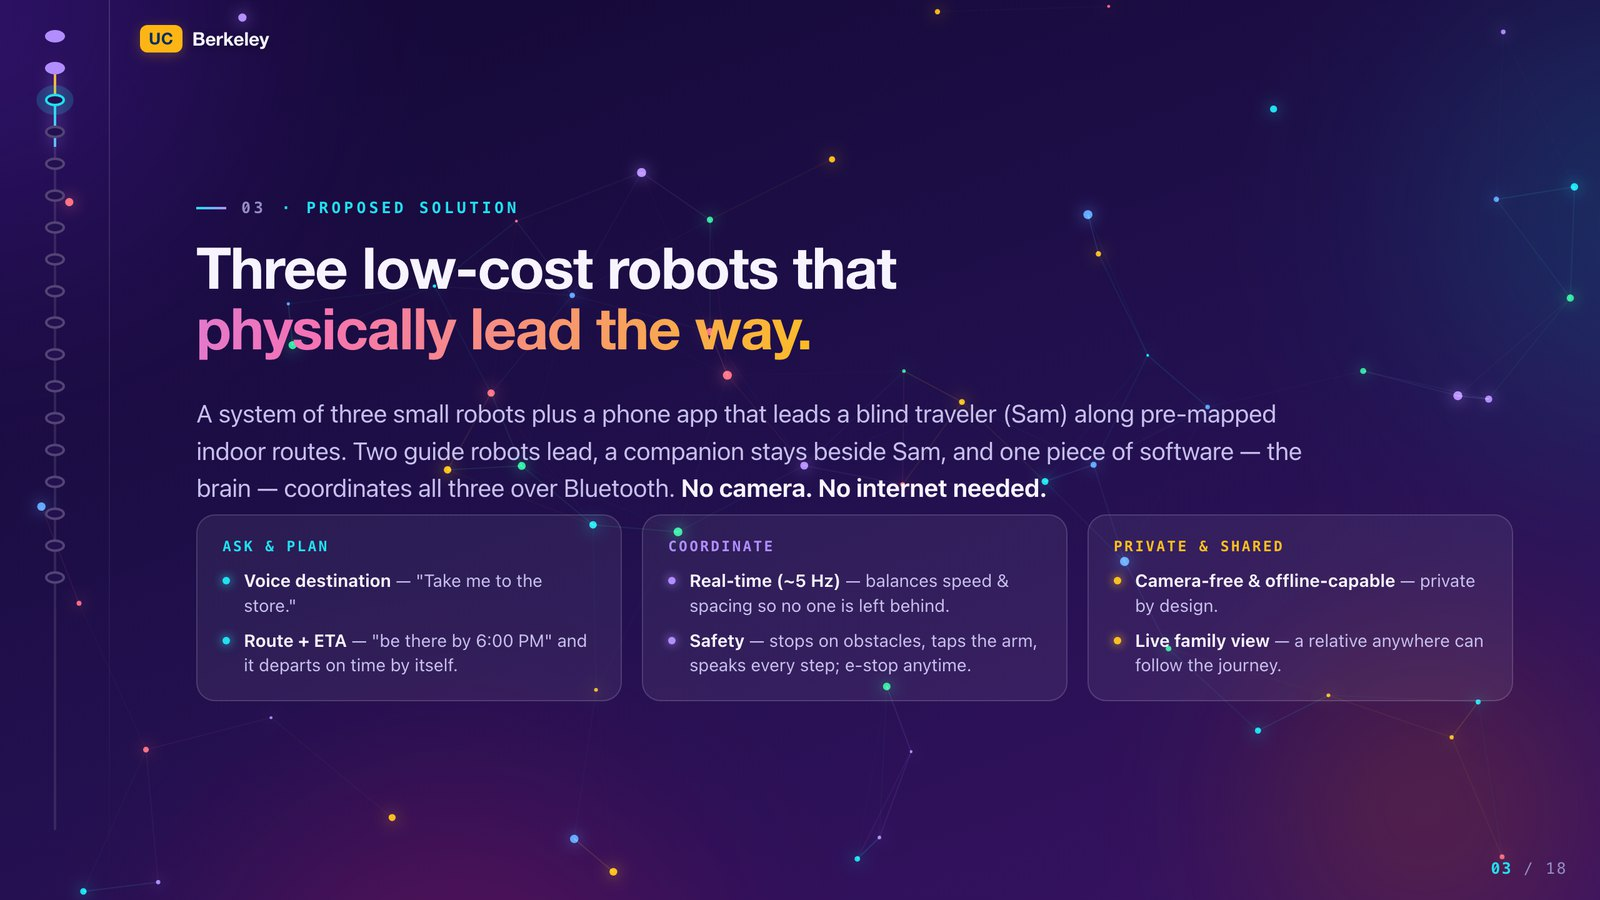 UC Berkeley
03 · PROPOSED SOLUTION
Three low-cost robots that
physically lead the way.
A system of three small robots plus a phone app that leads a blind traveler (Sam) along pre-mapped
indoor routes. Two guide robots lead, a companion stays beside Sam, and one piece of software — the
brain — coordinates all three over Bluetooth. No camera. No internet needed.
ASK & PLAN
Voice destination — "Take me to the
store."
Route + ETA — "be there by 6:00 PM" and
it departs on time by itself.
COORDINATE
Real-time (~5 Hz) — balances speed &
spacing so no one is left behind.
Safety — stops on obstacles, taps the arm,
speaks every step; e-stop anytime.
PRIVATE & SHARED
Camera-free & offline-capable — private
by design.
Live family view — a relative anywhere can
follow the journey.
03 / 18